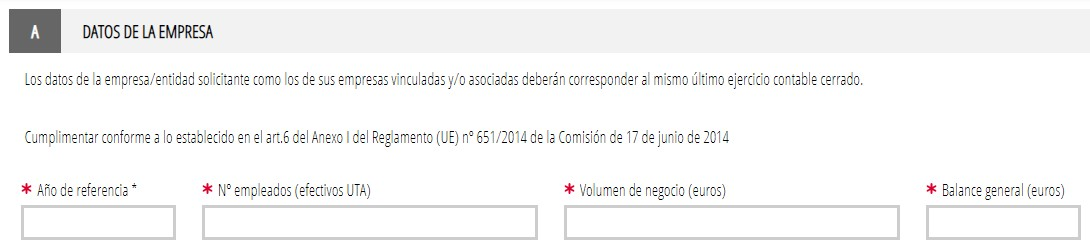 A DATOS DE LA EMPRESA
Los datos de la empresa/entidad solicitante como los de sus empresas vinculadas y/o asociadas deberán corresponder al mismo último ejercicio contable cerrado.
Cumplimentar conforme a lo establecido en el art.6 del Anexo I del Reglamento (UE) nº 651/2014 de la Comisión de 17 de junio de 2014
* Año de referencia * * Nº empleados (efectivos UTA) * Volumen de negocio (euros) * Balance general (euros)